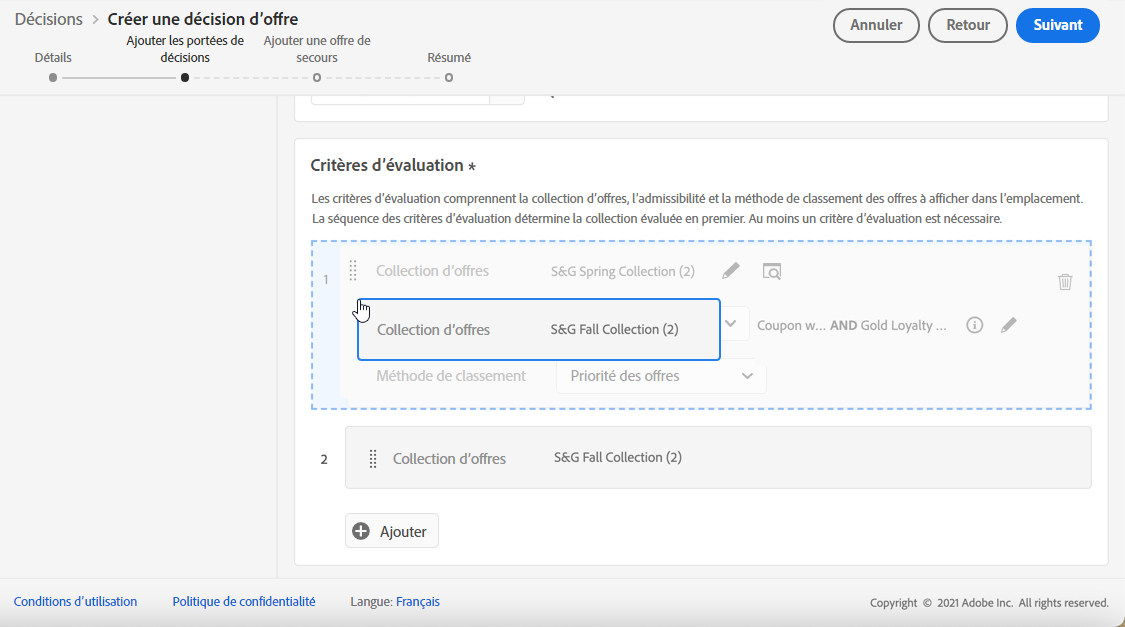 Décisions > Créer une décision d'offre
Annuler
Retour
Suivant
Détails
Ajouter les portées de décisions
Ajouter une offre de secours
Résumé
Critères d'évaluation *
Les critères d'évaluation comprennent la collection d'offres, l'admissibilité et la méthode de classement des offres à afficher dans l'emplacement.
La séquence des critères d'évaluation détermine la collection évaluée en premier. Au moins un critère d'évaluation est nécessaire.
1
Collection d'offres
S&G Spring Collection (2)
Collection d'offres
S&G Fall Collection (2)
Coupon w... AND Gold Loyalty ...
Méthode de classement
Priorité des offres
2
Collection d'offres
S&G Fall Collection (2)
Ajouter
Conditions d'utilisation
Politique de confidentialité
Langue: Français
Copyright © 2021 Adobe Inc. All rights reserved.